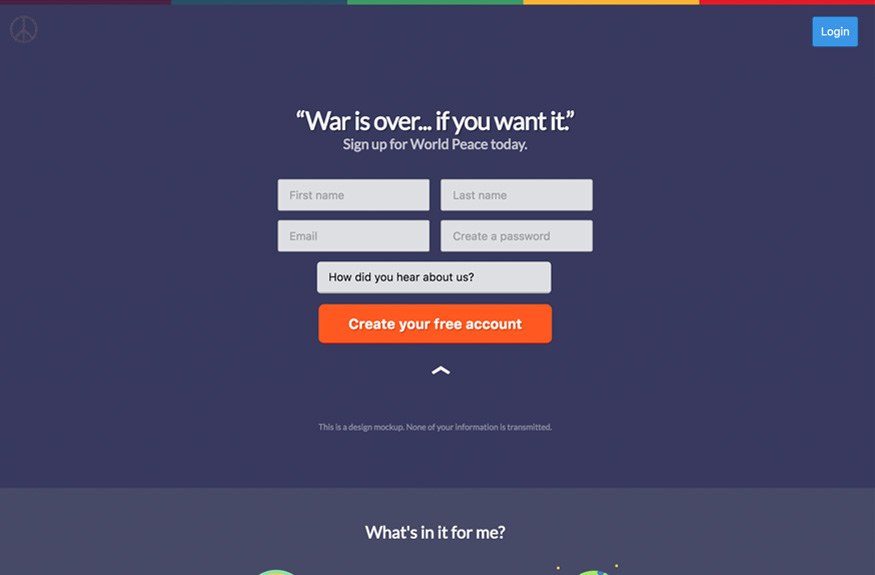 Login
“War is over... if you want it.”
Sign up for World Peace today.
First name
Last name
Email
Create a password
How did you hear about us?
Create your free account
This is a design mockup. None of your information is transmitted.
What's in it for me?